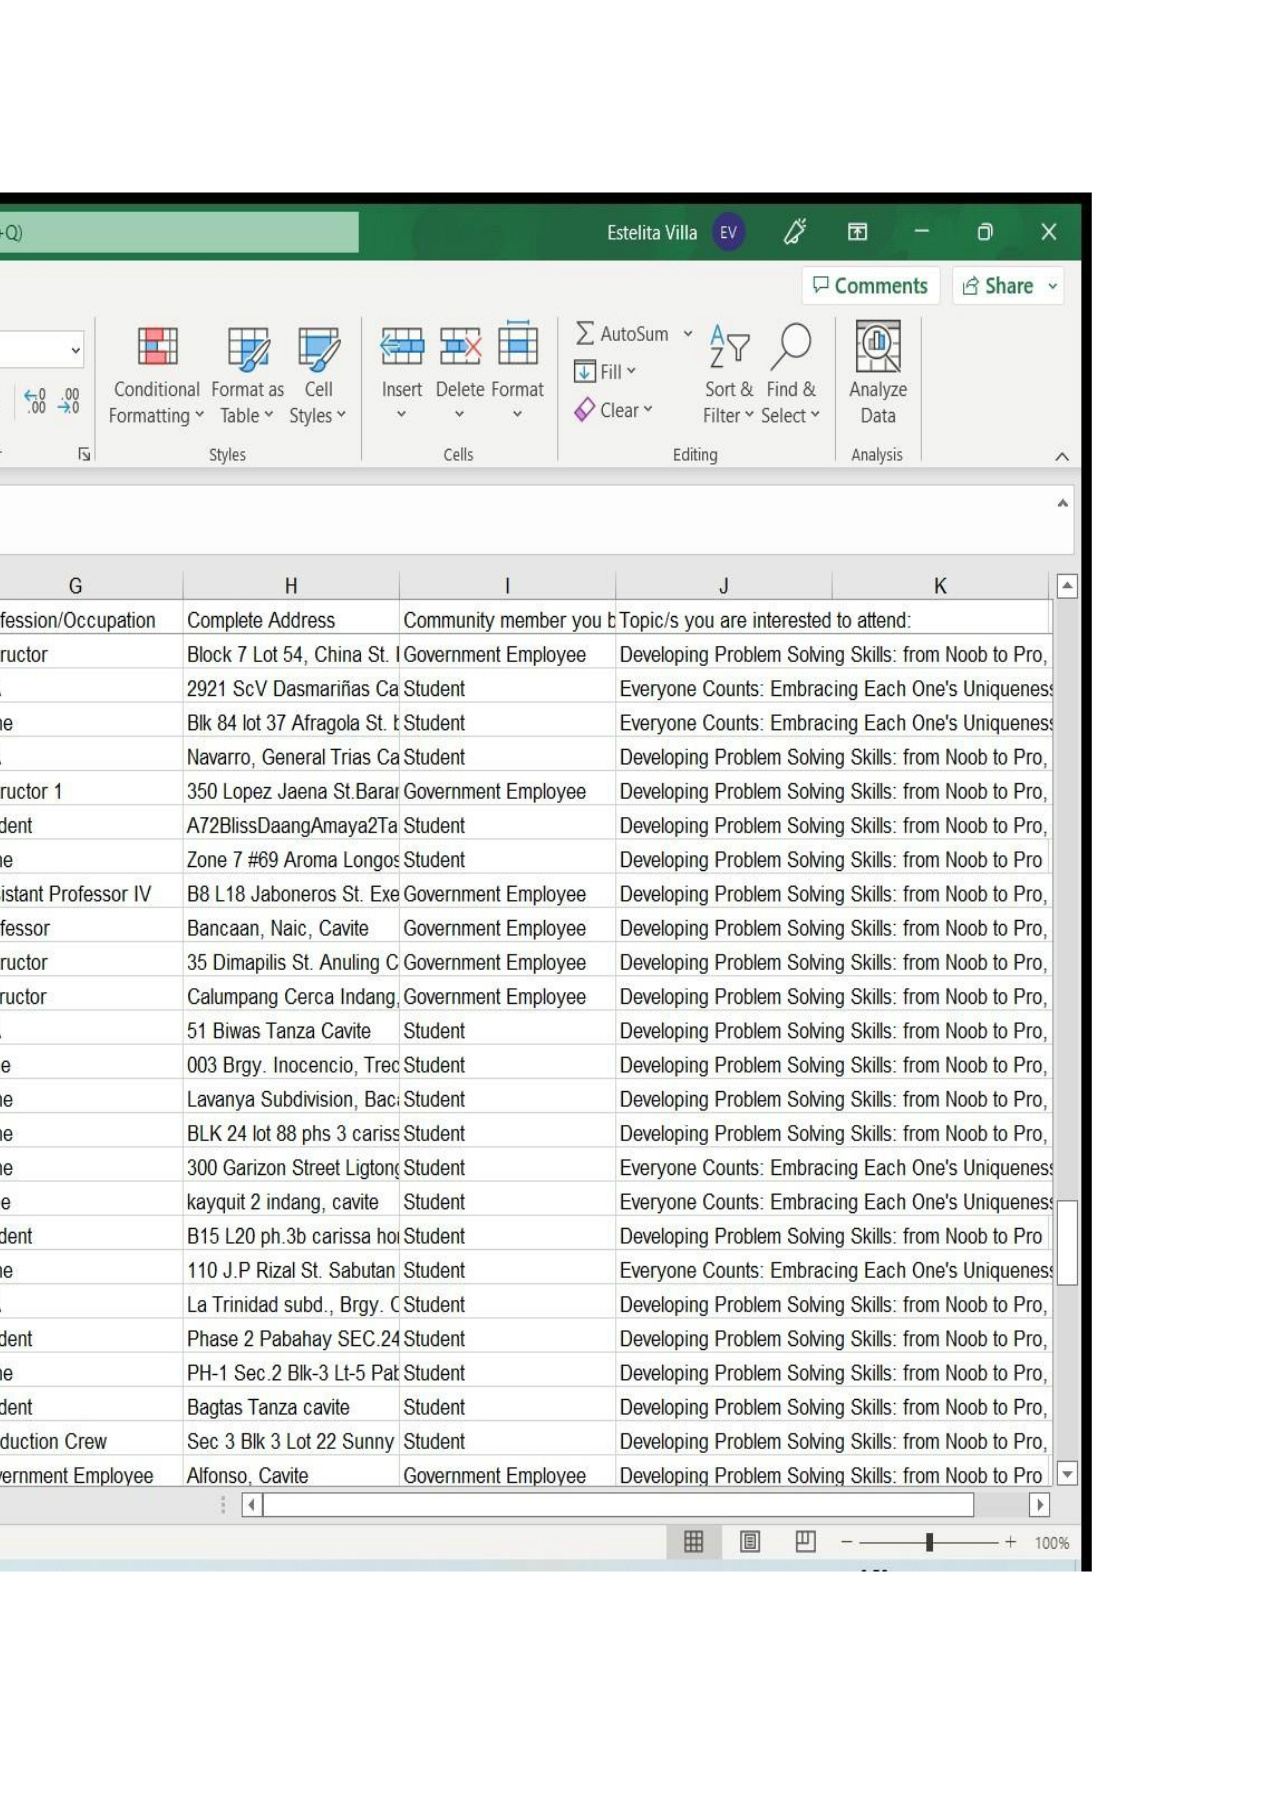 +Q) Estelita Villa EV
Comments Share
AutoSum
Fill
Clear
Conditional Formatting Format as Table Cell Styles Insert Delete Format Sort & Filter Find & Select Analyze Data
.00 .00
Styles Cells Editing Analysis
G H I J K
fession/Occupation Complete Address Community member you b Topic/s you are interested to attend:
ructor Block 7 Lot 54, China St. Government Employee Developing Problem Solving Skills: from Noob to Pro,
2921 ScV Dasmariñas Ca Student Everyone Counts: Embracing Each One's Uniqueness
ne Blk 84 lot 37 Afragola St. b Student Everyone Counts: Embracing Each One's Uniqueness
Navarro, General Trias Ca Student Developing Problem Solving Skills: from Noob to Pro,
ructor 1 350 Lopez Jaena St.Baran Government Employee Developing Problem Solving Skills: from Noob to Pro,
dent A72BlissDaangAmaya2Ta Student Developing Problem Solving Skills: from Noob to Pro,
ne Zone 7 #69 Aroma Longos Student Developing Problem Solving Skills: from Noob to Pro
istant Professor IV B8 L18 Jaboneros St. Exe Government Employee Developing Problem Solving Skills: from Noob to Pro,
fessor Bancaan, Naic, Cavite Government Employee Developing Problem Solving Skills: from Noob to Pro,
ructor 35 Dimapilis St. Anuling C Government Employee Developing Problem Solving Skills: from Noob to Pro,
ructor Calumpang Cerca Indang, Government Employee Developing Problem Solving Skills: from Noob to Pro,
51 Biwas Tanza Cavite Student Developing Problem Solving Skills: from Noob to Pro,
e 003 Brgy. Inocencio, Trec Student Developing Problem Solving Skills: from Noob to Pro,
ne Lavanya Subdivision, Baca Student Developing Problem Solving Skills: from Noob to Pro,
ne BLK 24 lot 88 phs 3 cariss Student Developing Problem Solving Skills: from Noob to Pro,
ne 300 Garizon Street Ligtong Student Everyone Counts: Embracing Each One's Uniqueness
e kayquit 2 indang, cavite Student Everyone Counts: Embracing Each One's Uniqueness
dent B15 L20 ph.3b carissa ho Student Developing Problem Solving Skills: from Noob to Pro
ne 110 J.P Rizal St. Sabutan Student Everyone Counts: Embracing Each One's Uniqueness
La Trinidad subd., Brgy. C Student Developing Problem Solving Skills: from Noob to Pro,
dent Phase 2 Pabahay SEC.24 Student Developing Problem Solving Skills: from Noob to Pro,
ne PH-1 Sec.2 Blk-3 Lt-5 Pab Student Developing Problem Solving Skills: from Noob to Pro,
dent Bagtas Tanza cavite Student Developing Problem Solving Skills: from Noob to Pro,
duction Crew Sec 3 Blk 3 Lot 22 Sunny Student Developing Problem Solving Skills: from Noob to Pro,
vernment Employee Alfonso, Cavite Government Employee Developing Problem Solving Skills: from Noob to Pro
100%